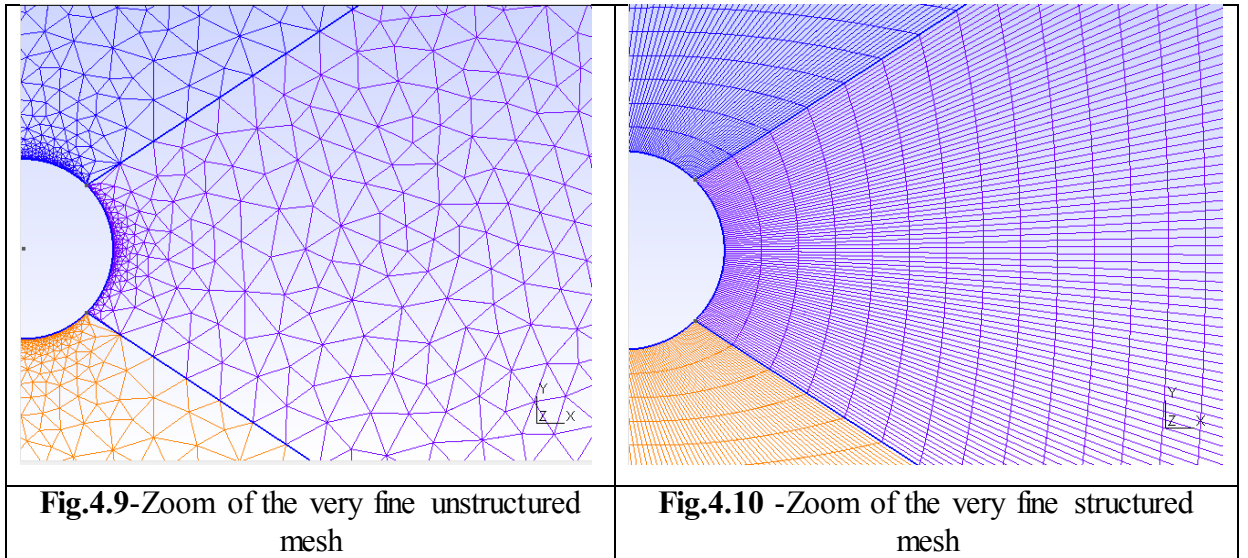 Y
Z X
Y
Z X
Fig.4.9-Zoom of the very fine unstructured
mesh
Fig.4.10 -Zoom of the very fine structured
mesh